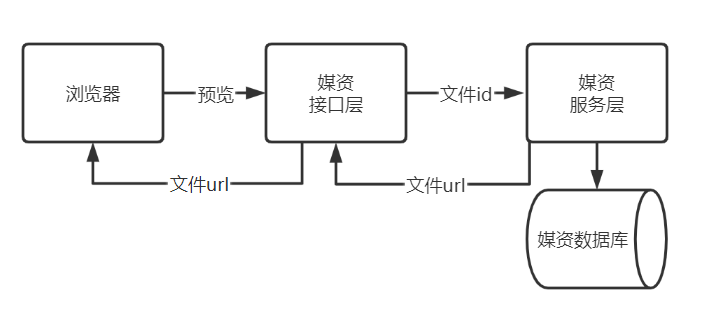 浏览器
预览
媒资
接口层
文件id
媒资
服务层
文件url
文件url
媒资数据库